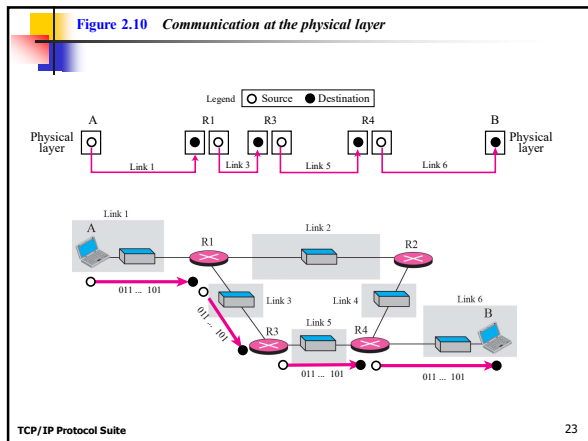 Figure 2.10 Communication at the physical layer
Legend Source Destination
A R1 R3 R4 B
Physical layer
Physical layer
Link 1 Link 3 Link 5 Link 6
Link 1
A
R1
Link 2
R2
011 ... 101
Link 3
Link 4
Link 6
B
011 ... 101
R3
Link 5
R4
011 ... 101
011 ... 101
TCP/IP Protocol Suite 23